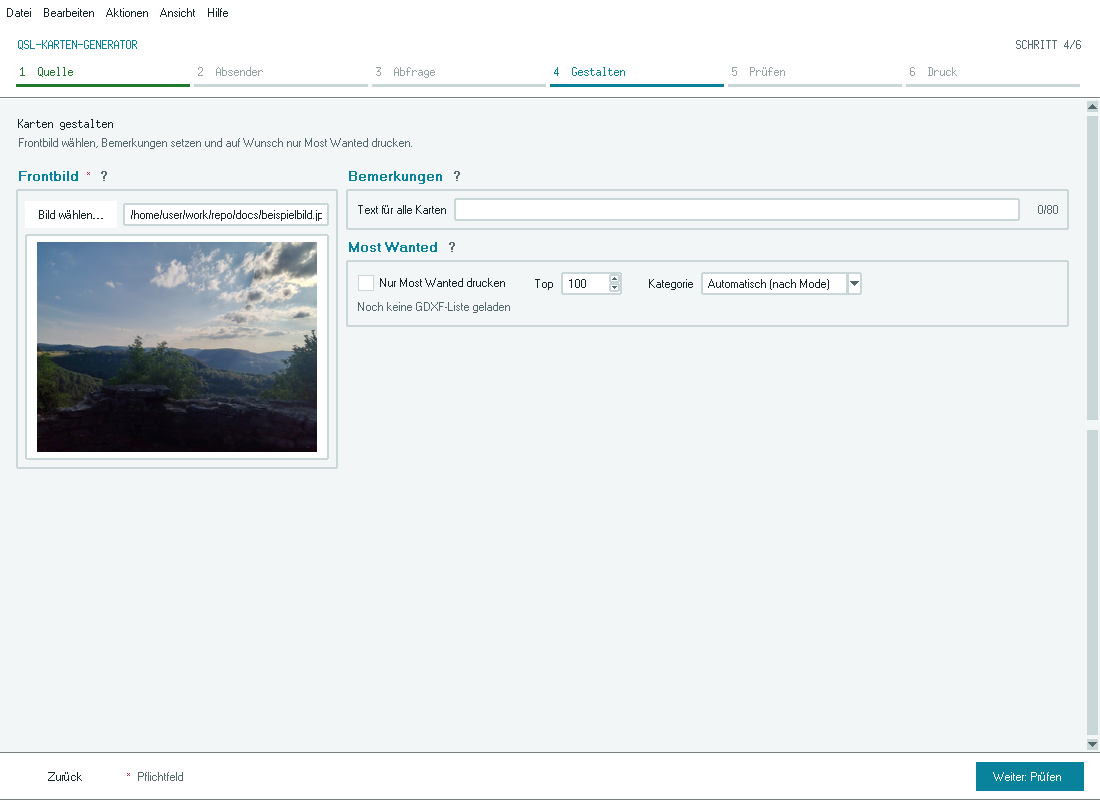 Datei Bearbeiten Aktionen Ansicht Hilfe
QSL-KARTEN-GENERATOR SCHRITT 4/6
1 Quelle 2 Absender 3 Abfrage 4 Gestalten 5 Prüfen 6 Druck
Karten gestalten
Frontbild wählen, Bemerkungen setzen und auf Wunsch nur Most Wanted drucken.
Frontbild * ?
Bild wählen... /home/user/work/repo/docs/beispielbild.jp
Bemerkungen ?
Text für alle Karten 0/80
Most Wanted ?
Nur Most Wanted drucken Top 100 Kategorie Automatisch (nach Mode)
Noch keine GDXF-Liste geladen
Zurück * Pflichtfeld Weiter: Prüfen